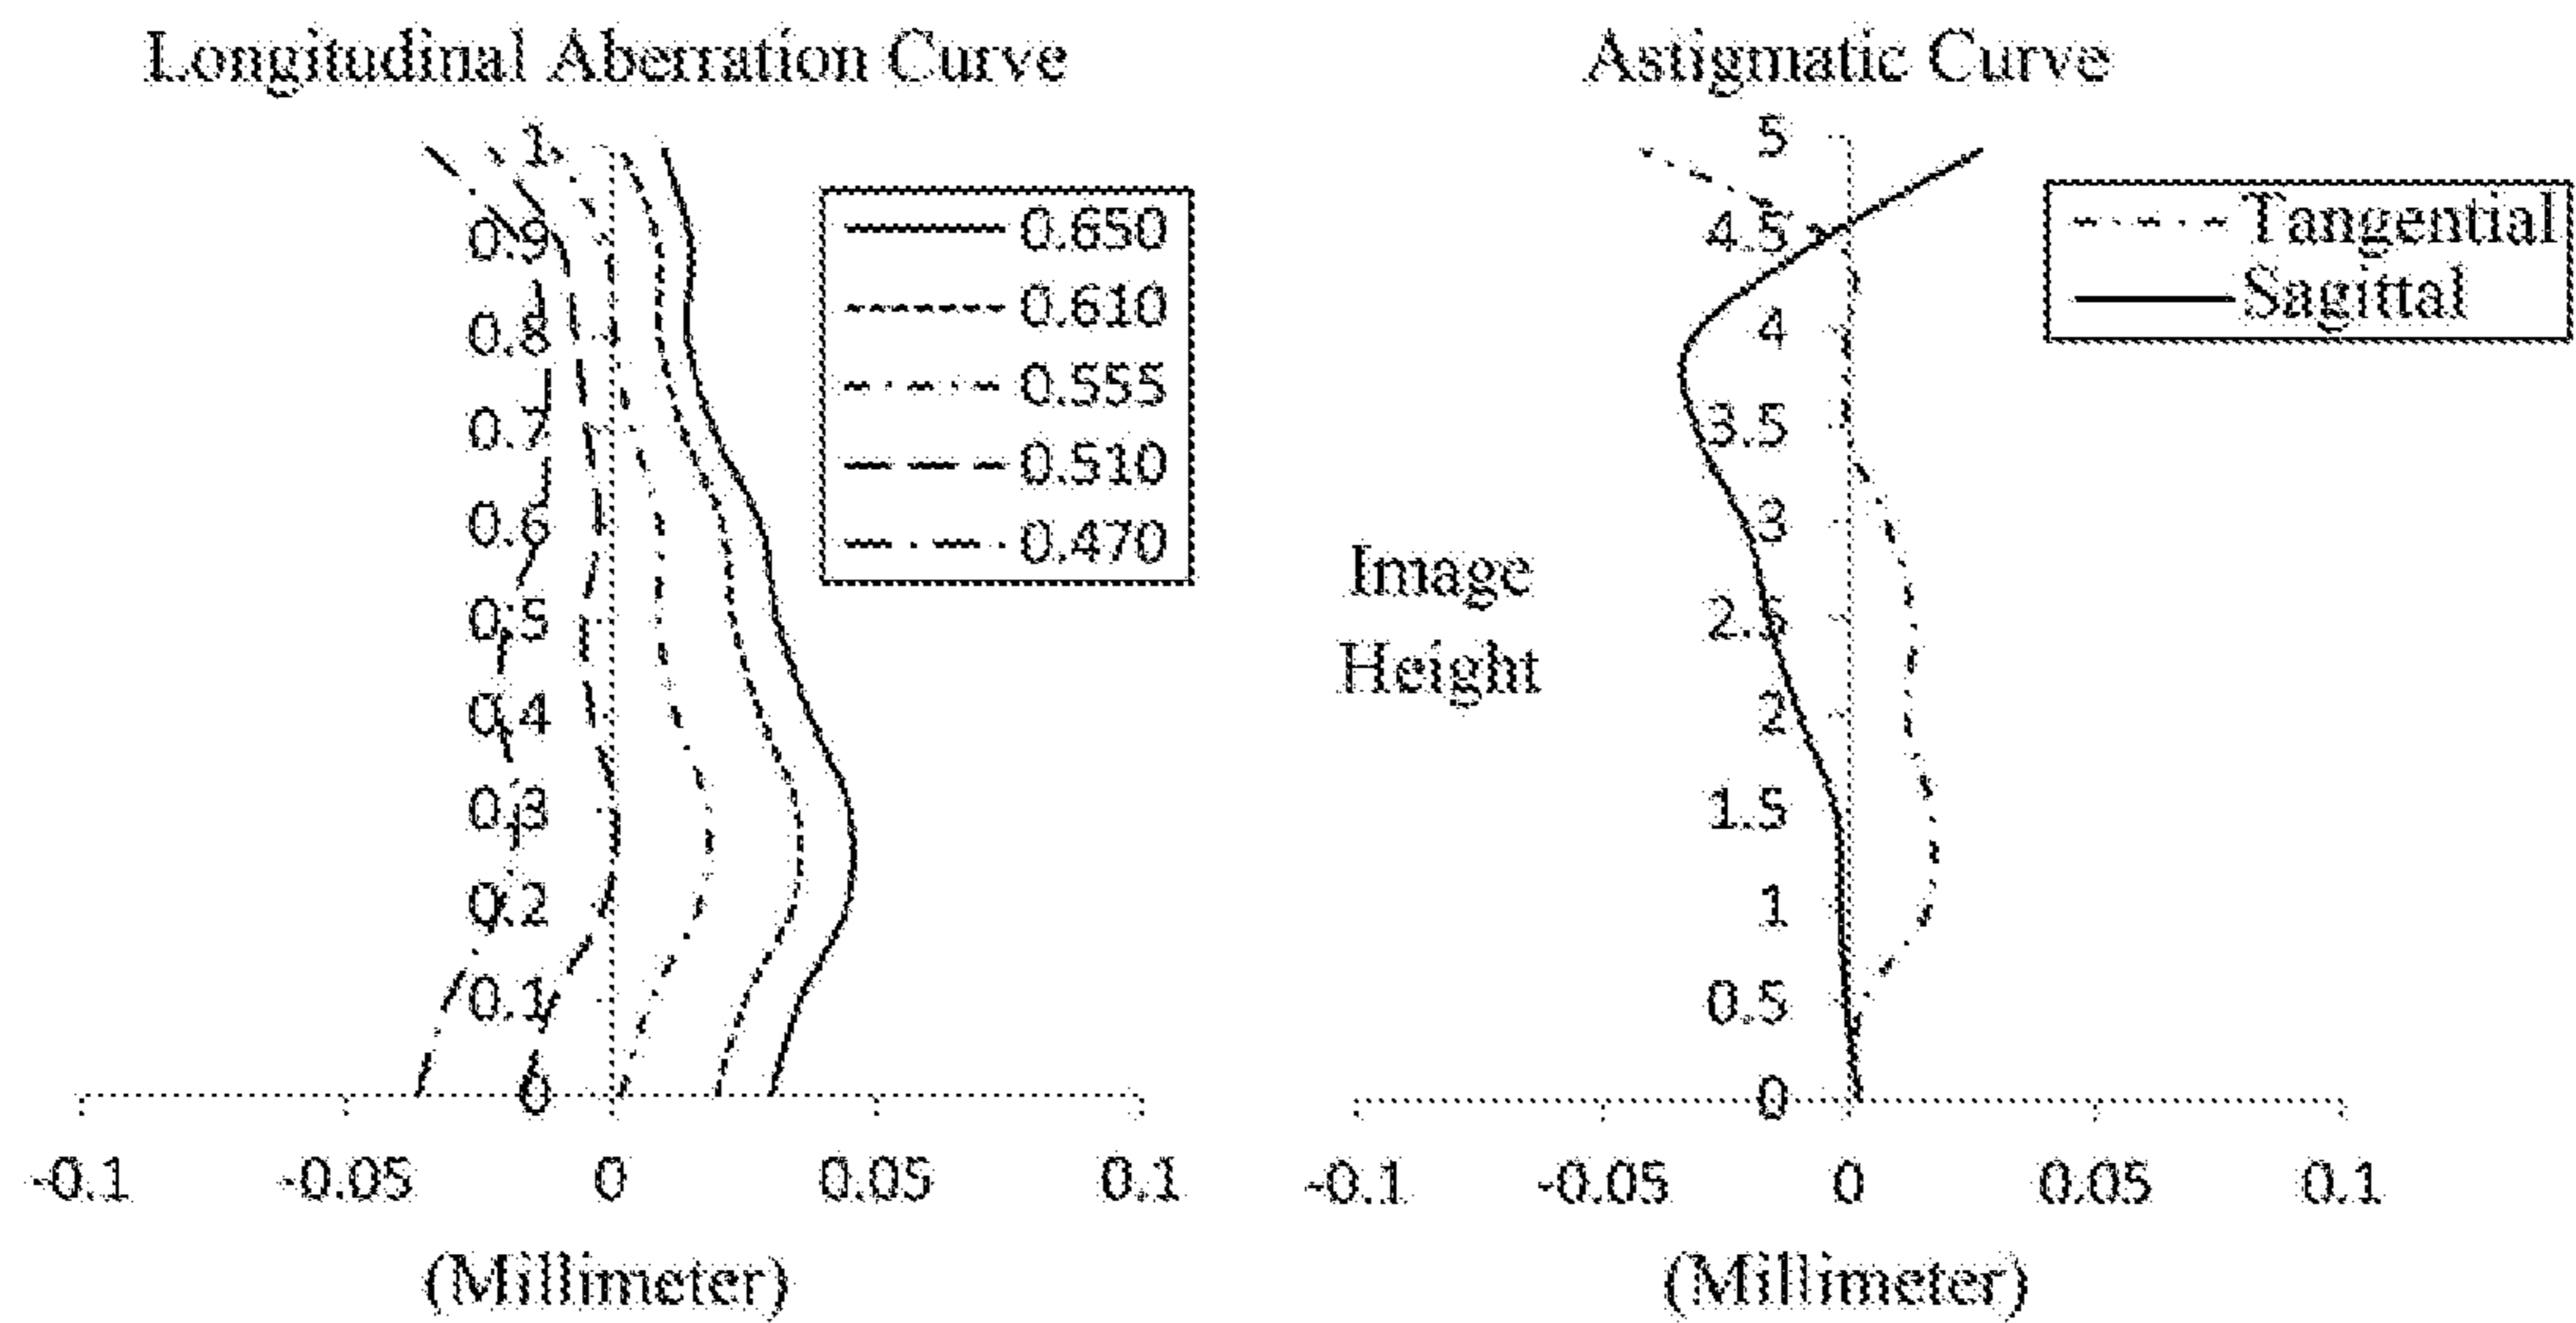 Longitudinal Aberration Curve
1
0.9
0.8
0.7
0.6
0.5
0.4
0.3
0.2
0.1
0
-0.1 -0.05 0 0.05 0.1
(Millimeter)
0.650
0.610
0.555
0.510
0.470
Astigmatic Curve
5
4.5
4
3.5
3
2.5
2
1.5
1
0.5
0
Image
Height
-0.1 -0.05 0 0.05 0.1
(Millimeter)
Tangential
Sagittal